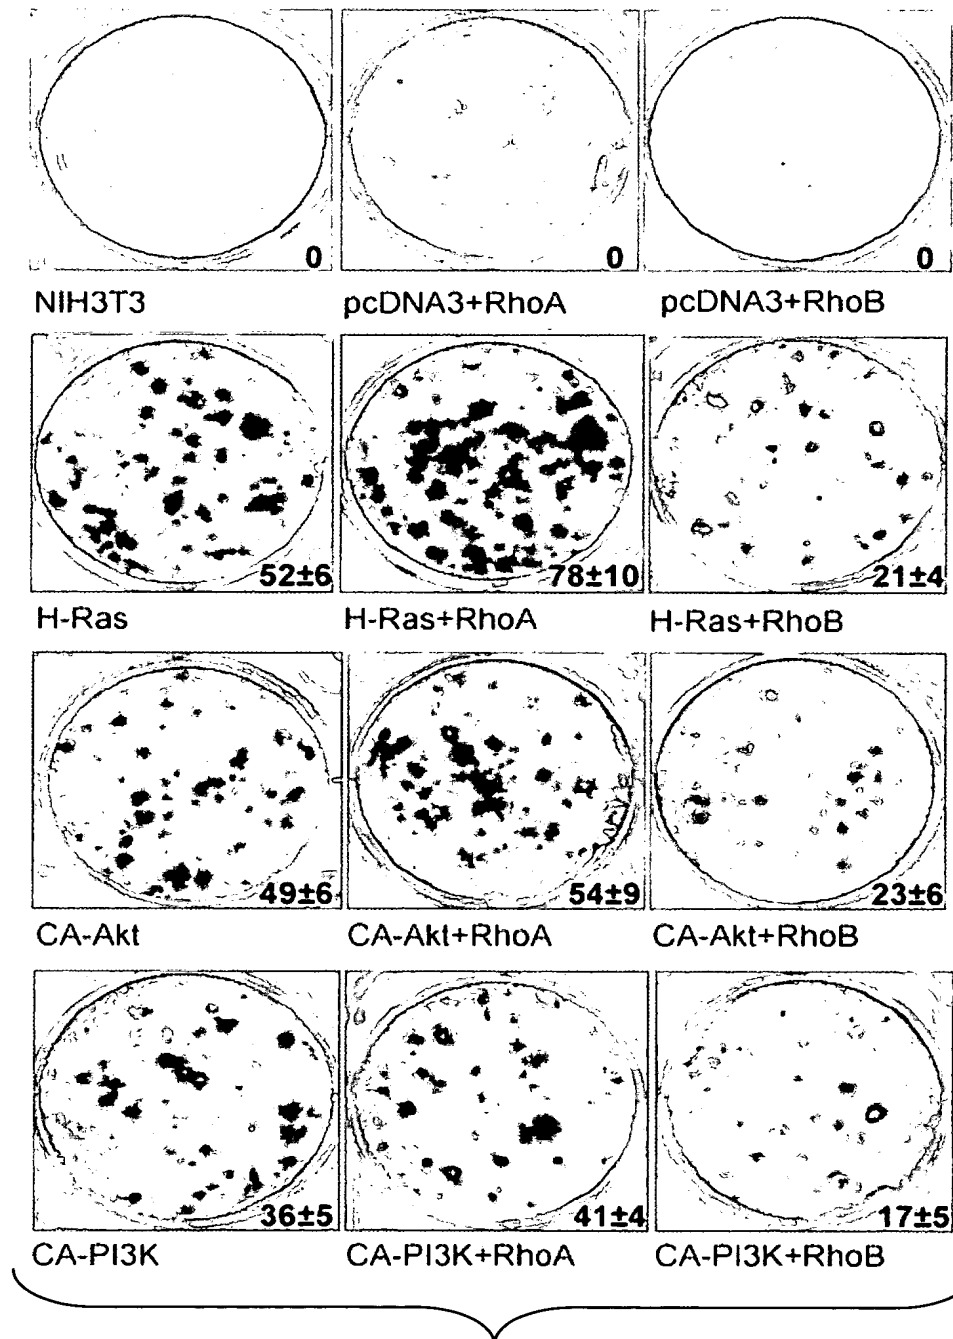 0 0 0
NIH3T3 pcDNA3+RhoA pcDNA3+RhoB
52±6 78±10 21±4
H-Ras H-Ras+RhoA H-Ras+RhoB
49±6 54±9 23±6
CA-Akt CA-Akt+RhoA CA-Akt+RhoB
36±5 41±4 17±5
CA-PI3K CA-PI3K+RhoA CA-PI3K+RhoB